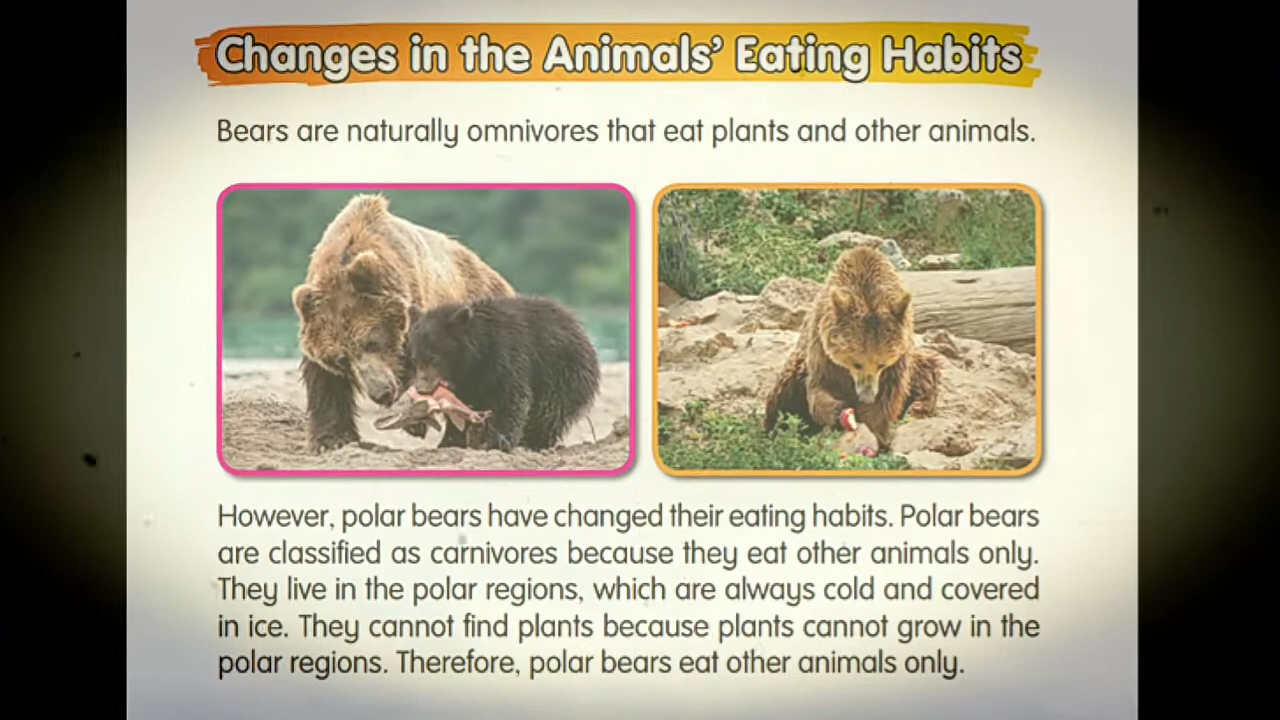 Changes in the Animals' Eating Habits
Bears are naturally omnivores that eat plants and other animals.
However, polar bears have changed their eating habits. Polar bears
are classified as carnivores because they eat other animals only.
They live in the polar regions, which are always cold and covered
in ice. They cannot find plants because plants cannot grow in the
polar regions. Therefore, polar bears eat other animals only.